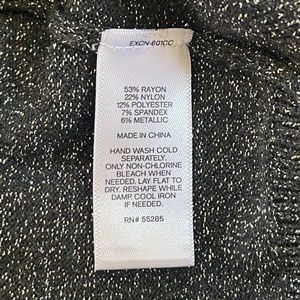 EXCN-601CC
53% RAYON
22% NYLON
12% POLYESTER
7% SPANDEX
6% METALLIC
MADE IN CHINA
HAND WASH COLD
SEPARATELY.
ONLY NON-CHLORINE
BLEACH WHEN
NEEDED. LAY FLAT TO
DRY. RESHAPE WHILE
DAMP. COOL IRON
IF NEEDED.
RN# 55285